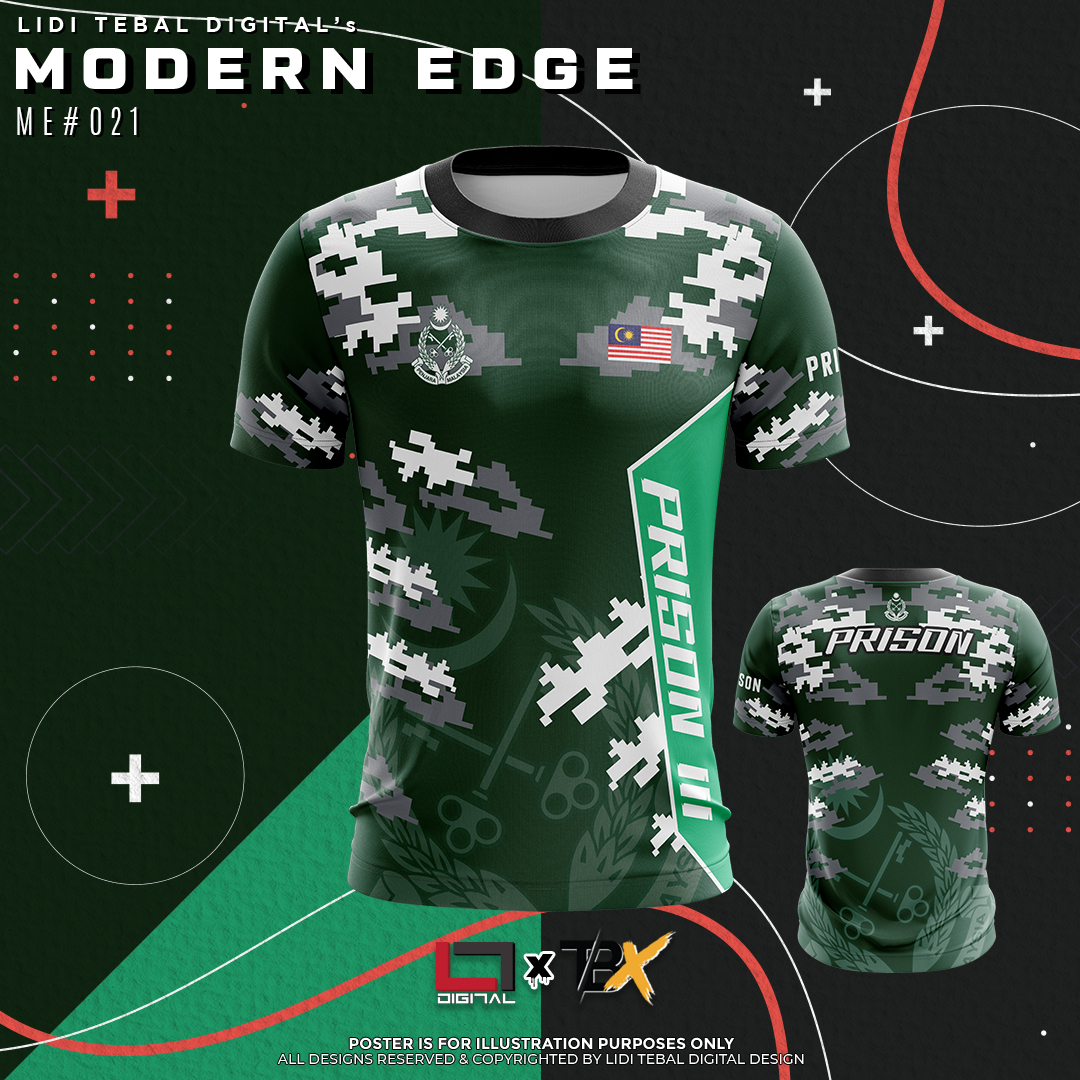 LIDI TEBAL DIGITAL's
MODERN EDGE
ME#021
PRI
PRISON
PRISON
SON
DIGITAL
X
TBX
POSTER IS FOR ILLUSTRATION PURPOSES ONLY
ALL DESIGNS RESERVED & COPYRIGHTED BY LIDI TEBAL DIGITAL DESIGN